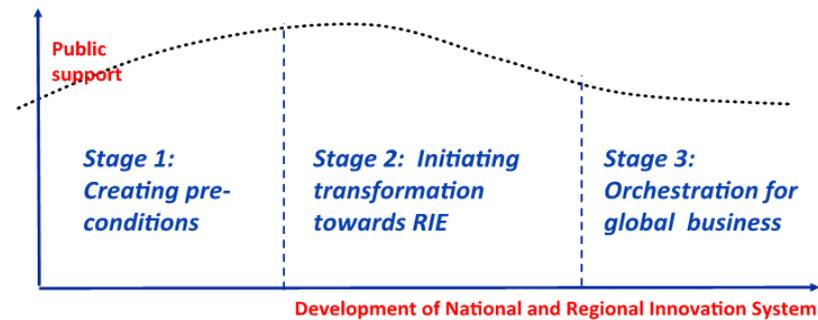 Public
support
Stage 1:
Creating pre-
conditions
Stage 2:  Initiating
transformation
towards RIE
Stage 3:
Orchestration for
global  business
Development of National and Regional Innovation System